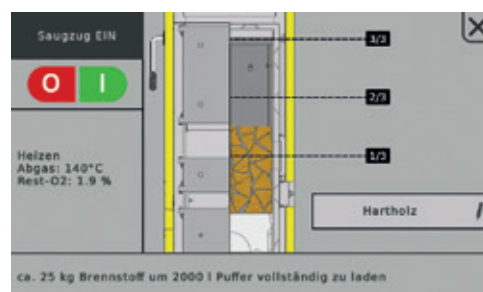 Saugzug EIN
O I
Heizen
Abgas: 140°C
Rest-O2: 1.9 %
3/3
2/3
1/3
Hartholz
ca. 25 kg Brennstoff um 2000 l Puffer vollständig zu laden